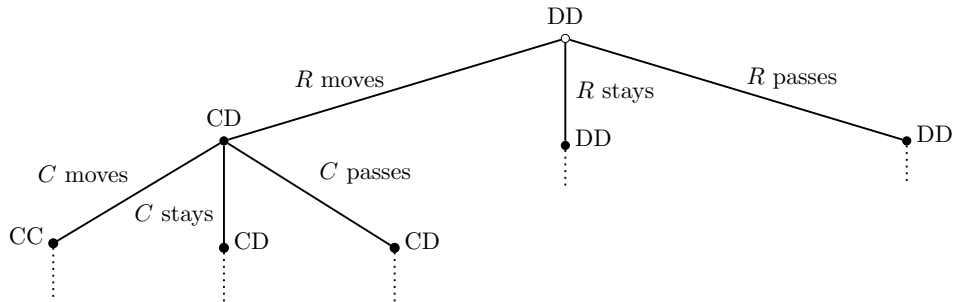 DD
R moves
R stays
R passes
CD
DD
DD
C moves
C stays
C passes
CC
CD
CD